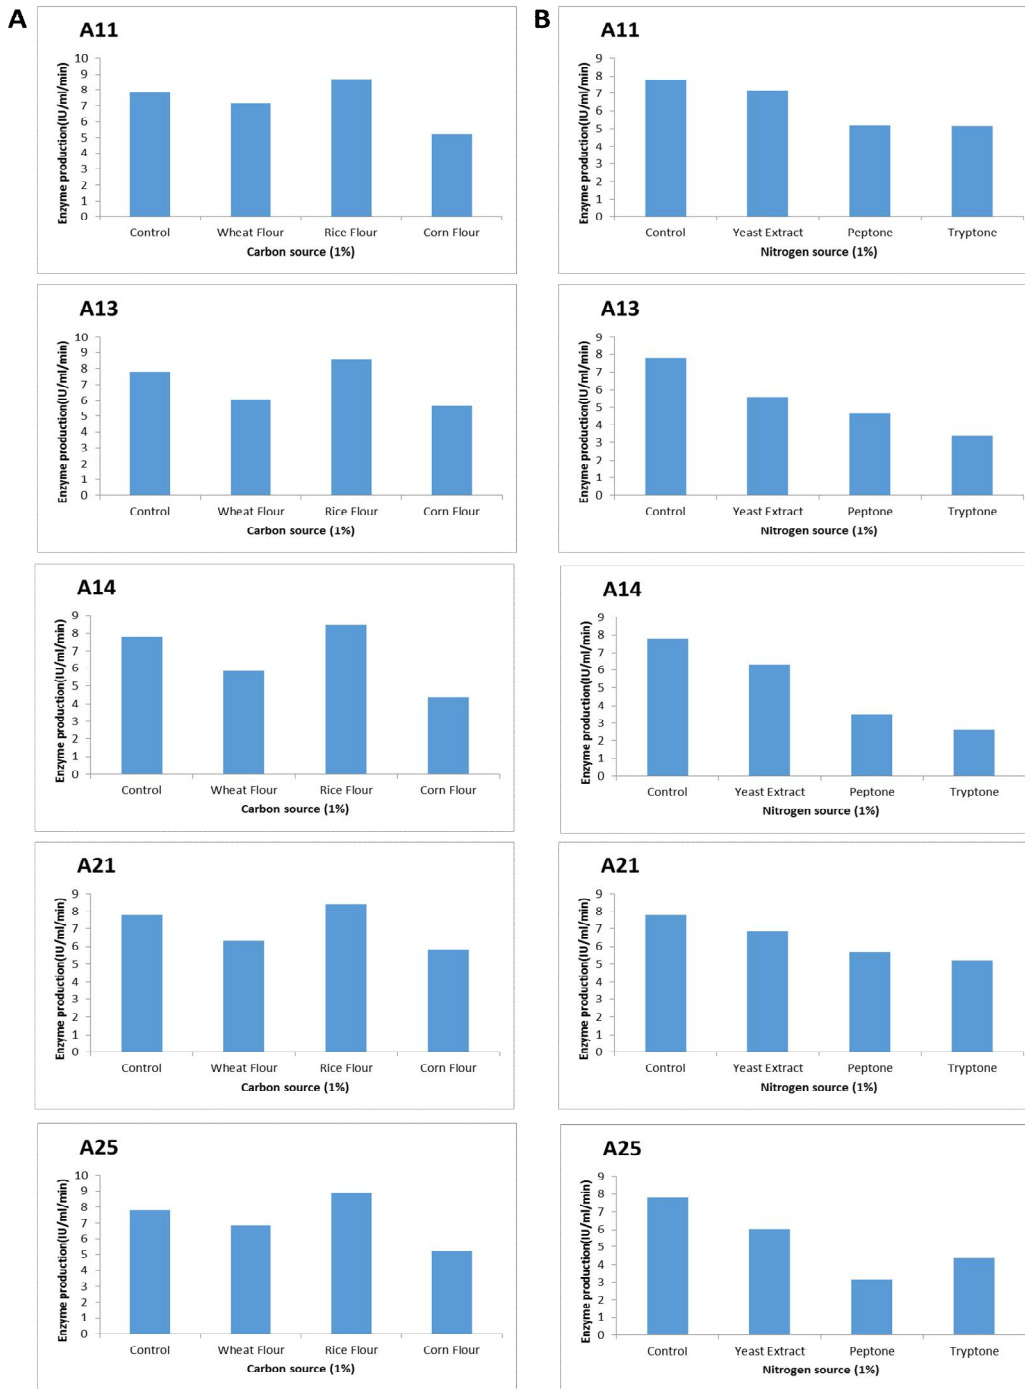 A
B
A11
Enzyme production(IU/ml/min)
10
9
8
7
6
5
4
3
2
1
0
Control Wheat Flour Rice Flour Corn Flour
Carbon source (1%)
A11
Enzyme production(IU/ml/min)
9
8
7
6
5
4
3
2
1
0
Control Yeast Extract Peptone Tryptone
Nitrogen source (1%)
A13
Enzyme production(IU/ml/min)
10
9
8
7
6
5
4
3
2
1
0
Control Wheat Flour Rice Flour Corn Flour
Carbon source (1%)
A13
Enzyme production(IU/ml/min)
9
8
7
6
5
4
3
2
1
0
Control Yeast Extract Peptone Tryptone
Nitrogen source (1%)
A14
Enzyme production(IU/ml/min)
9
8
7
6
5
4
3
2
1
0
Control Wheat Flour Rice Flour Corn Flour
Carbon source (1%)
A14
Enzyme production(IU/ml/min)
9
8
7
6
5
4
3
2
1
0
Control Yeast Extract Peptone Tryptone
Nitrogen source (1%)
A21
Enzyme production(IU/ml/min)
9
8
7
6
5
4
3
2
1
0
Control Wheat Flour Rice Flour Corn Flour
Carbon source (1%)
A21
Enzyme production(IU/ml/min)
9
8
7
6
5
4
3
2
1
0
Control Yeast Extract Peptone Tryptone
Nitrogen source (1%)
A25
Enzyme production(IU/ml/min)
10
9
8
7
6
5
4
3
2
1
0
Control Wheat Flour Rice Flour Corn Flour
Carbon source (1%)
A25
Enzyme production(IU/ml/min)
9
8
7
6
5
4
3
2
1
0
Control Yeast Extract Peptone Tryptone
Nitrogen source (1%)